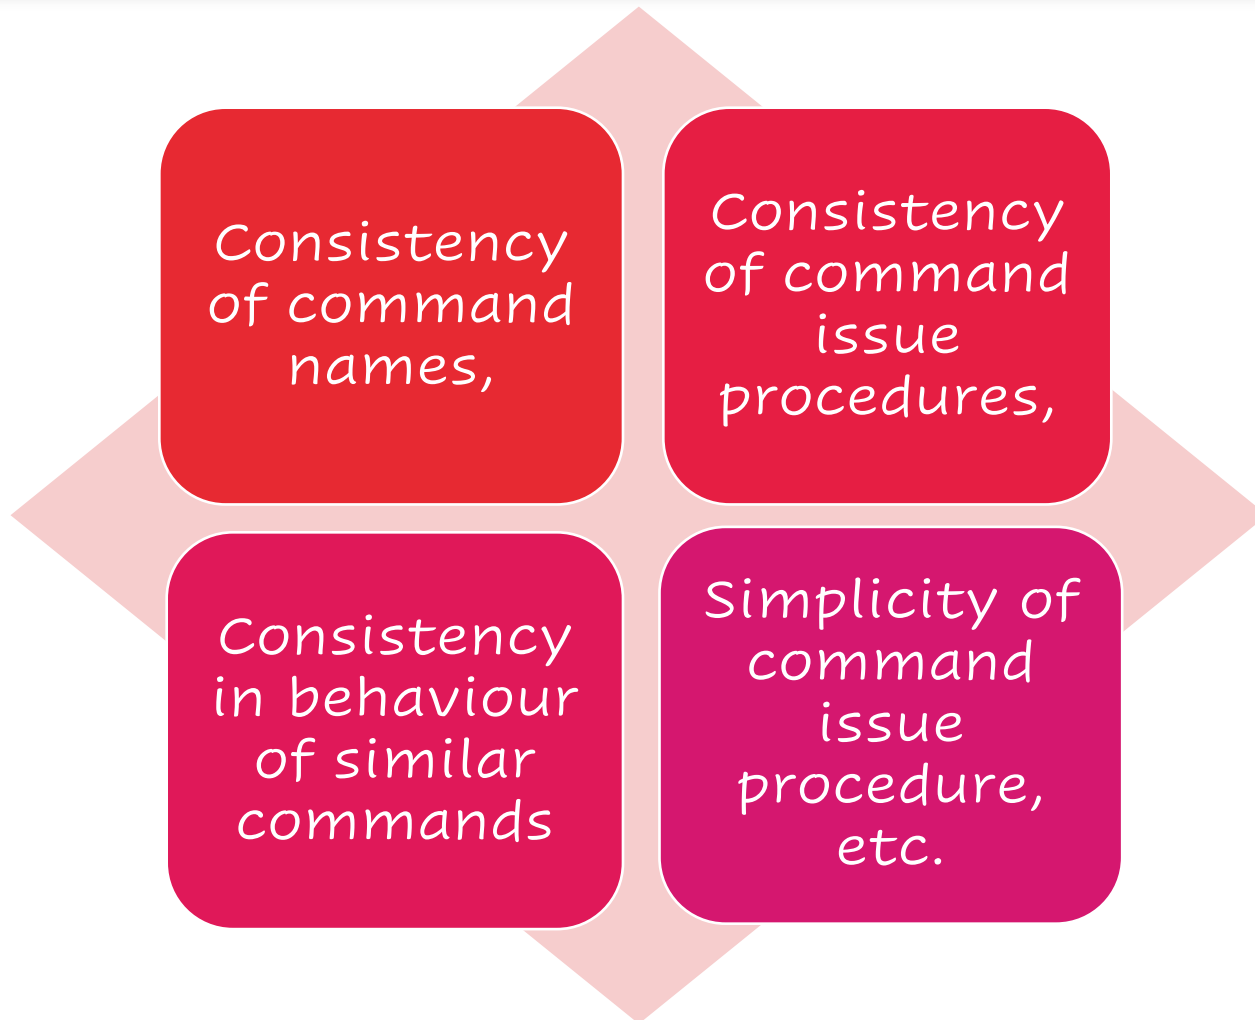 Consistency
of command
names,
Consistency
of command
issue
procedures,
Consistency
in behaviour
of similar
commands
Simplicity of
command
issue
procedure,
etc.